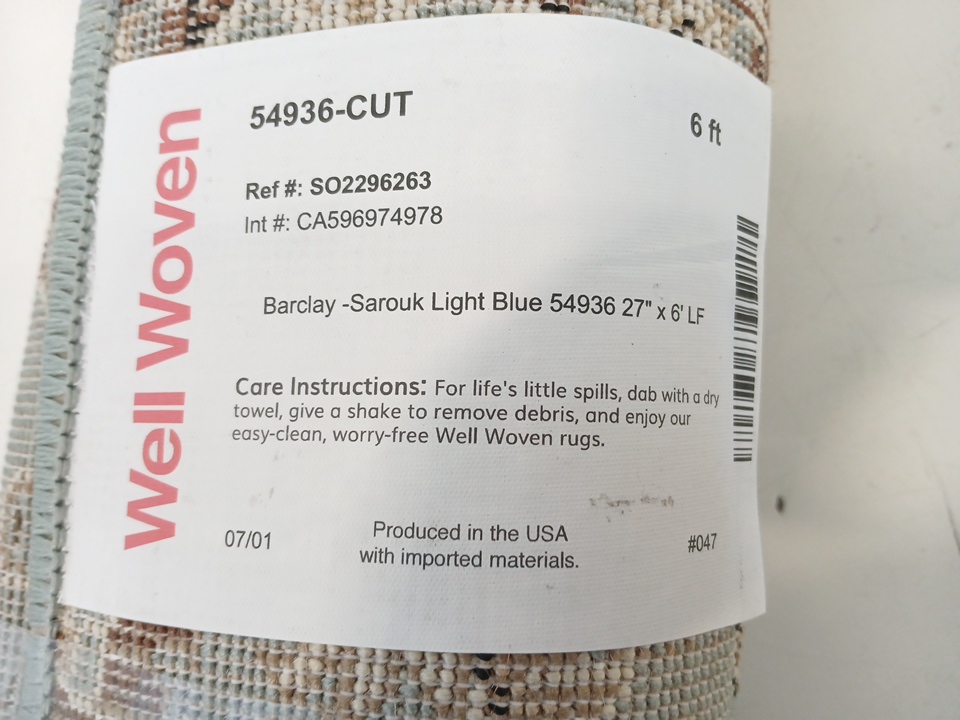 Well Woven
54936-CUT
6 ft
Ref #: SO2296263
Int #: CA596974978
Barclay -Sarouk Light Blue 54936 27" x 6' LF
Care Instructions: For life's little spills, dab with a dry
towel, give a shake to remove debris, and enjoy our
easy-clean, worry-free Well Woven rugs.
07/01
Produced in the USA
with imported materials.
#047